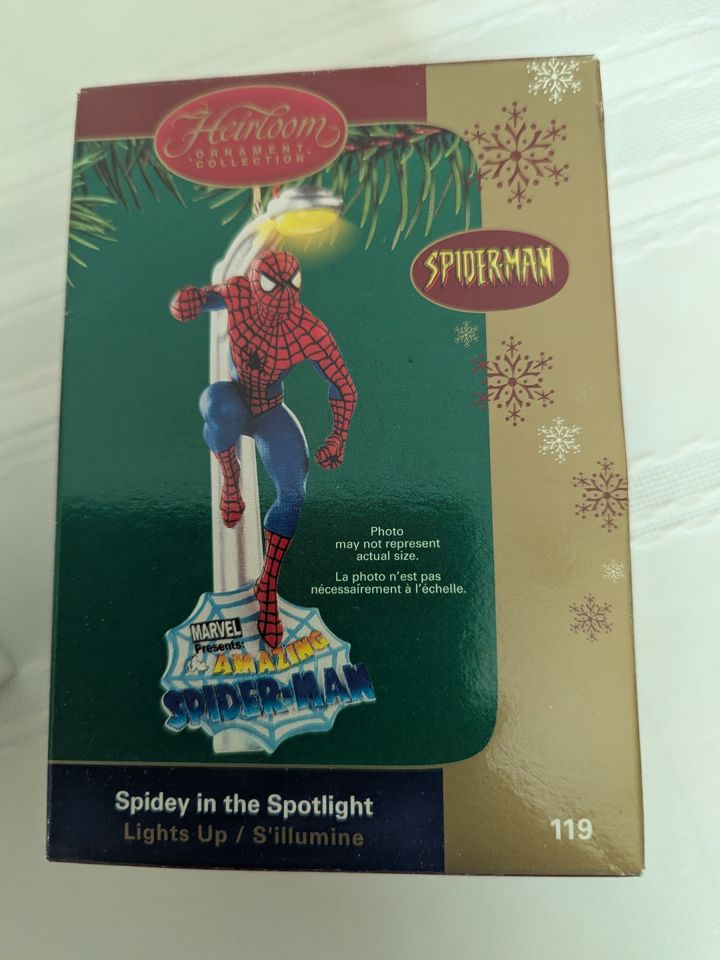 Heirloom
ORNAMENT
COLLECTION
SPIDER-MAN
Photo
may not represent
actual size.
La photo n'est pas
nécessairement à l'échelle.
MARVEL
Presents
the AMAZING
SPIDER-MAN
Spidey in the Spotlight
Lights Up / S'illumine
119